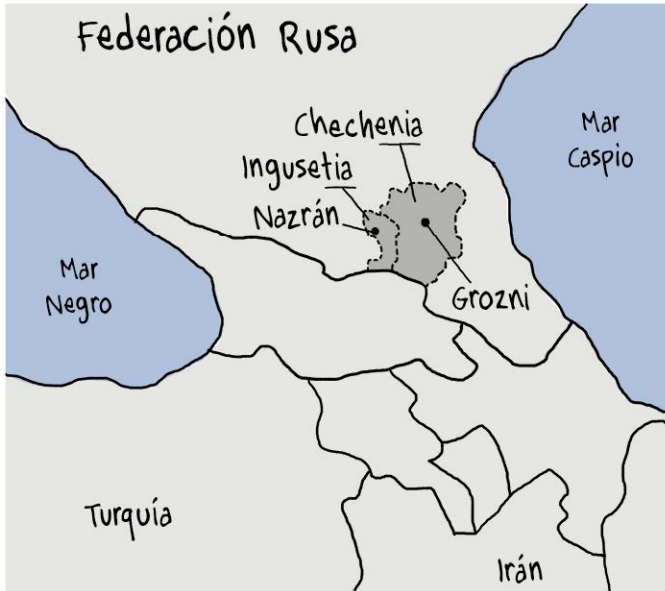 Federación Rusa
Chechenia
Ingusetia
Nazrán
Grozni
Mar
Caspio
Mar
Negro
Turquía
Irán